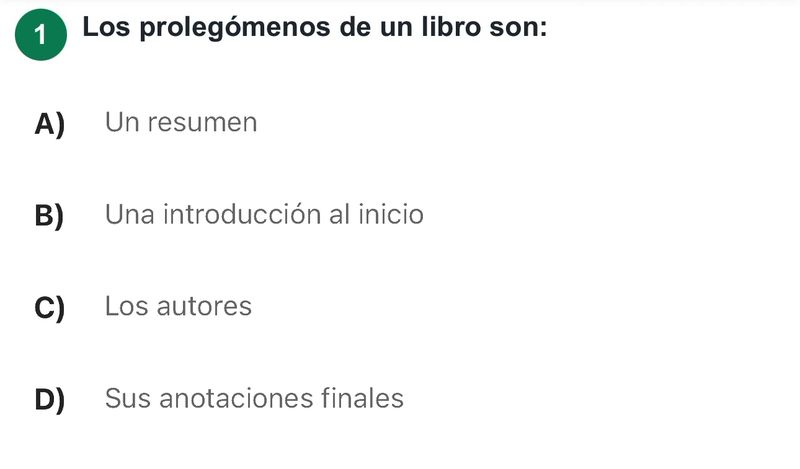 1 Los prolegómenos de un libro son:
A) Un resumen
B) Una introducción al inicio
C) Los autores
D) Sus anotaciones finales